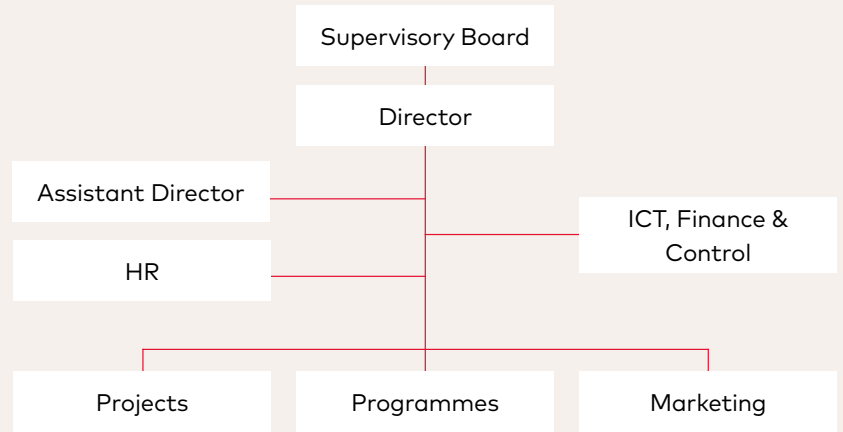 Supervisory Board
Director
Assistant Director
ICT, Finance &
Control
HR
Projects
Programmes
Marketing